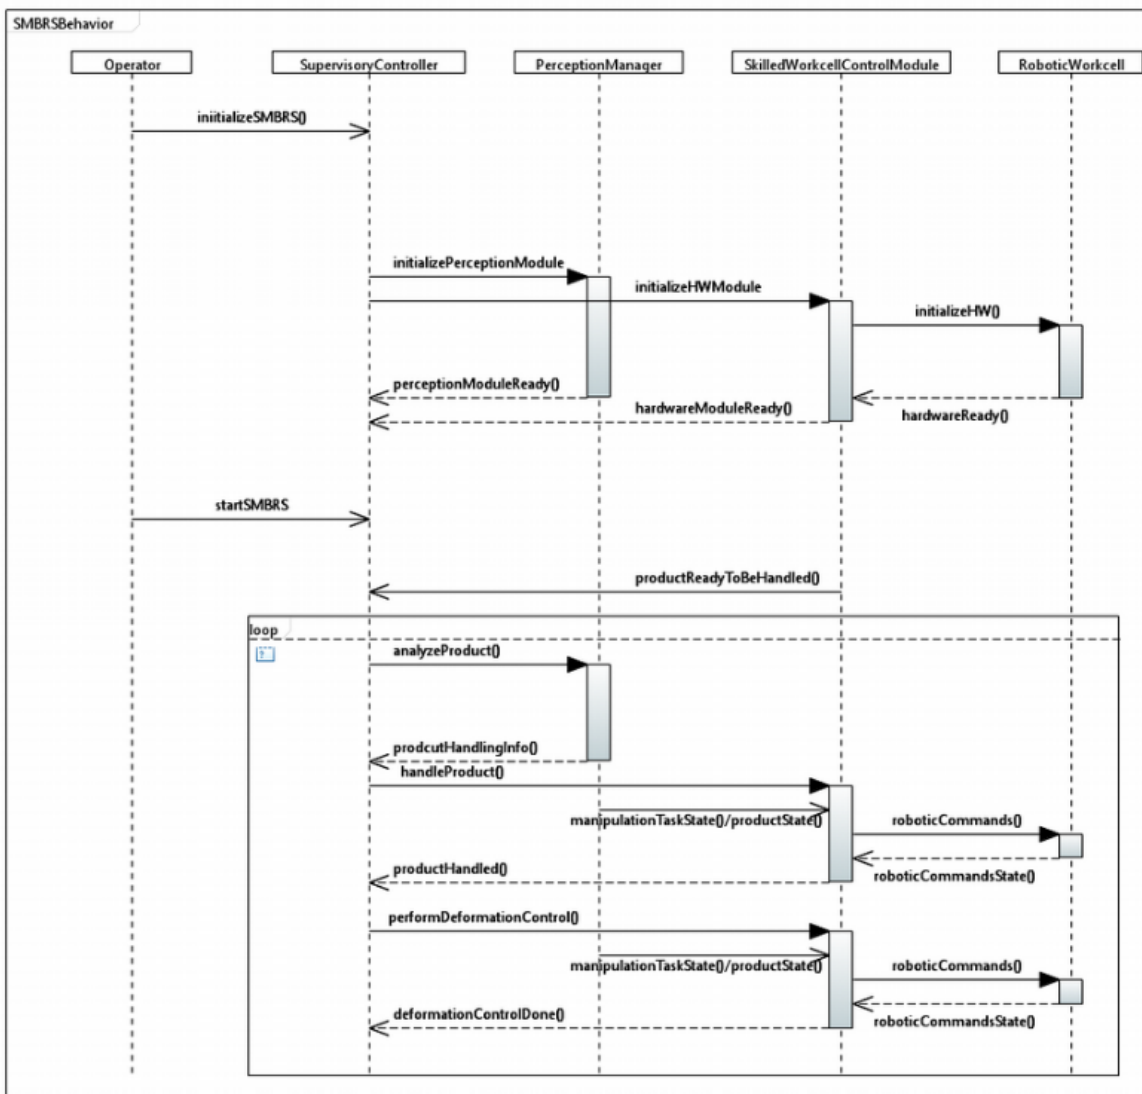 SMBRSBehavior
Operator
SupervisoryController
PerceptionManager
SkilledWorkcellControlModule
RoboticWorkcell
iniitializeSMBRS()
initializePerceptionModule
initializeHWModule
initializeHW()
perceptionModuleReady()
hardwareModuleReady()
hardwareReady()
startSMBRS
productReadyToBeHandled()
loop
analyzeProduct()
prodcutHandlingInfo()
handleProduct()
manipulationTaskState()/productState()
roboticCommands()
productHandled()
roboticCommandsState()
performDeformationControl()
manipulationTaskState()/productState()
roboticCommands()
deformationControlDone()
roboticCommandsState()